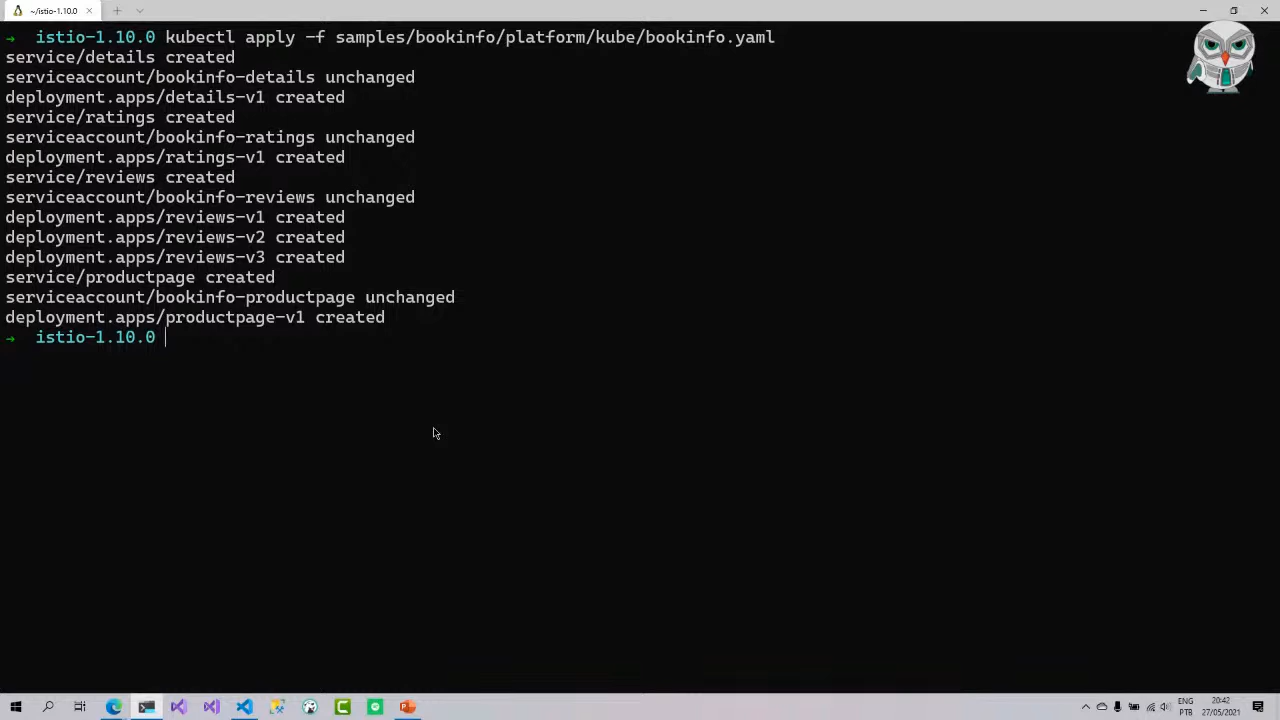 ~/istio-1.10.0
→ istio-1.10.0 kubectl apply -f samples/bookinfo/platform/kube/bookinfo.yaml
service/details created
serviceaccount/bookinfo-details unchanged
deployment.apps/details-v1 created
service/ratings created
serviceaccount/bookinfo-ratings unchanged
deployment.apps/ratings-v1 created
service/reviews created
serviceaccount/bookinfo-reviews unchanged
deployment.apps/reviews-v1 created
deployment.apps/reviews-v2 created
deployment.apps/reviews-v3 created
service/productpage created
serviceaccount/bookinfo-productpage unchanged
deployment.apps/productpage-v1 created
→ istio-1.10.0
ENG 20:42
PTB 27/05/2021